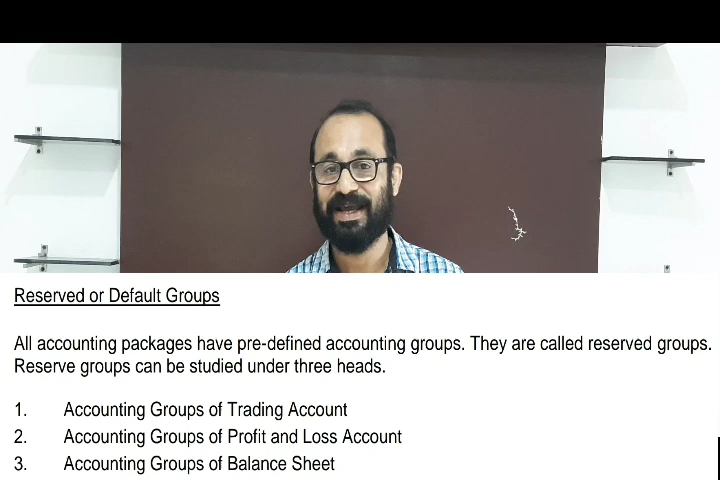 Reserved or Default Groups
All accounting packages have pre-defined accounting groups. They are called reserved groups.
Reserve groups can be studied under three heads.
1. Accounting Groups of Trading Account
2. Accounting Groups of Profit and Loss Account
3. Accounting Groups of Balance Sheet